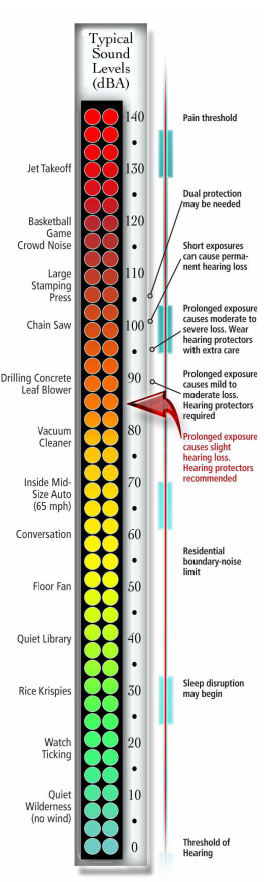 Typical
Sound
Levels
(dBA)
140
Pain threshold
Jet Takeoff
130
Dual protection
may be needed
Basketball
Game
Crowd Noise
120
Short exposures
can cause perma-
nent hearing loss
Large
Stamping
Press
110
Prolonged exposure
causes moderate to
severe loss. Wear
hearing protectors
with extra care
Chain Saw
100
Drilling Concrete
Leaf Blower
90
Prolonged exposure
causes mild to
moderate loss.
Hearing protectors
required
Vacuum
Cleaner
80
Prolonged exposure
causes slight
hearing loss.
Hearing protectors
recommended
Inside Mid-
Size Auto
(65 mph)
70
Conversation
60
Residential
boundary-noise
limit
Floor Fan
50
Quiet Library
40
Rice Krispies
30
Sleep disruption
may begin
Watch
Ticking
20
Quiet
Wilderness
(no wind)
10
0
Threshold of
Hearing